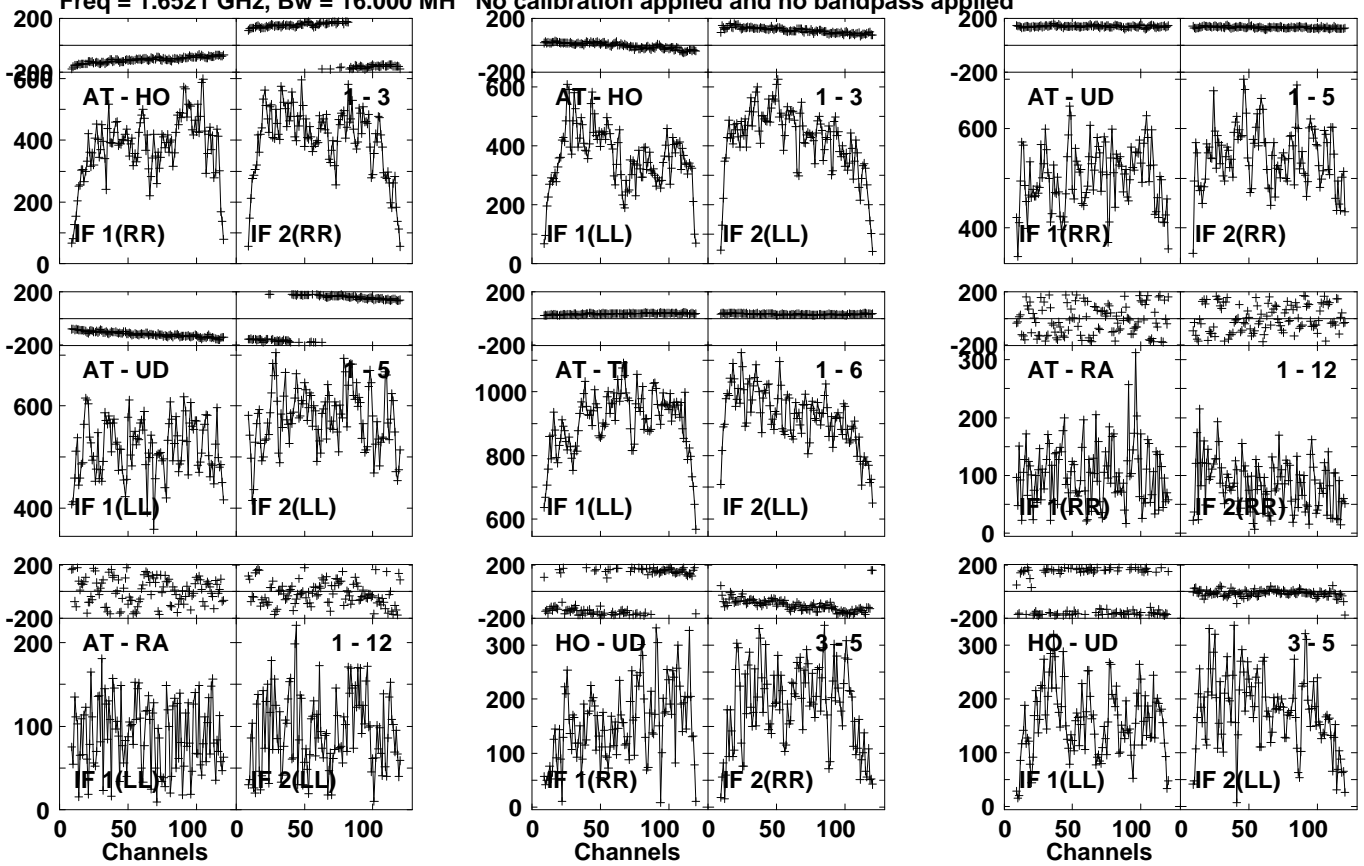 Freq = 1.6521 GHz, Bw = 16.000 MH No calibration applied and no bandpass applied
200
-200
600
400
200
0
AT - HO 1 - 3
IF 1(RR) IF 2(RR)
200
-200
600
400
200
0
AT - HO 1 - 3
IF 1(LL) IF 2(LL)
200
-200
600
400
AT - UD 1 - 5
IF 1(RR) IF 2(RR)
200
-200
600
400
AT - UD 1 - 5
IF 1(LL) IF 2(LL)
200
-200
1000
800
600
AT - TI 1 - 6
IF 1(LL) IF 2(LL)
200
-200
300
200
100
0
AT - RA 1 - 12
IF 1(RR) IF 2(RR)
200
-200
200
100
0
AT - RA 1 - 12
IF 1(LL) IF 2(LL)
0 50 100 0 50 100
Channels
200
-200
300
200
100
0
HO - UD 3 - 5
IF 1(RR) IF 2(RR)
0 50 100 0 50 100
Channels
200
-200
300
200
100
0
HO - UD 3 - 5
IF 1(LL) IF 2(LL)
0 50 100 0 50 100
Channels